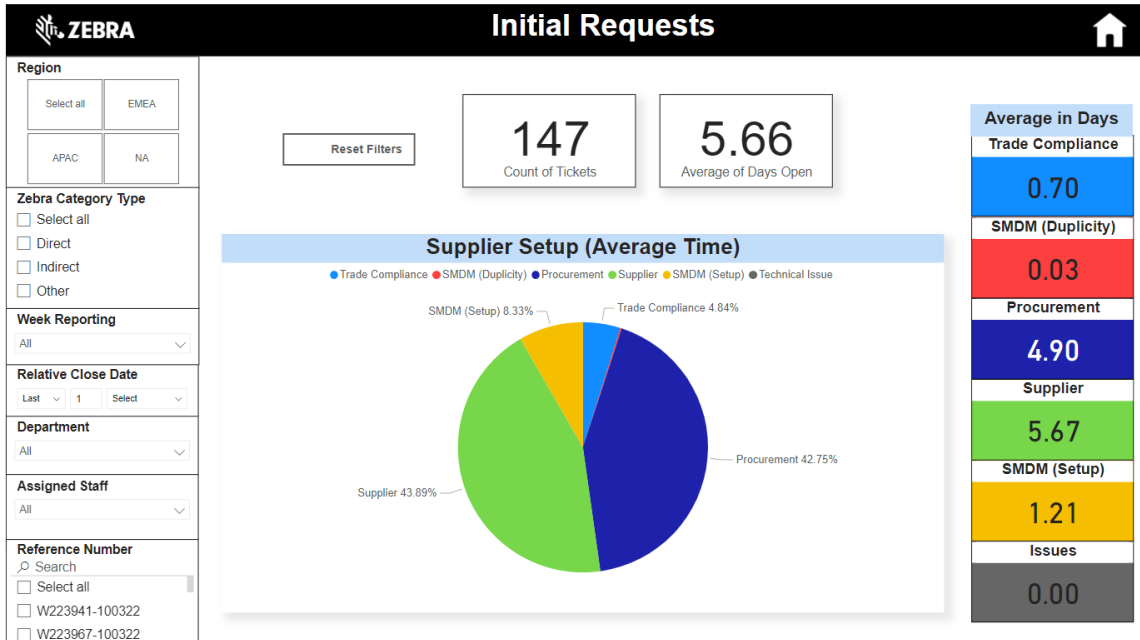 ZEBRA
Initial Requests
Region
Select all
EMEA
APAC
NA
Zebra Category Type
Select all
Direct
Indirect
Other
Week Reporting
All
Relative Close Date
Last
1
Select
Department
All
Assigned Staff
All
Reference Number
Search
Select all
W223941-100322
W223967-100322
Reset Filters
147
Count of Tickets
5.66
Average of Days Open
Supplier Setup (Average Time)
Trade Compliance SMDM (Duplicity) Procurement Supplier SMDM (Setup) Technical Issue
SMDM (Setup) 8.33%
Trade Compliance 4.84%
Procurement 42.75%
Supplier 43.89%
Average in Days
Trade Compliance
0.70
SMDM (Duplicity)
0.03
Procurement
4.90
Supplier
5.67
SMDM (Setup)
1.21
Issues
0.00